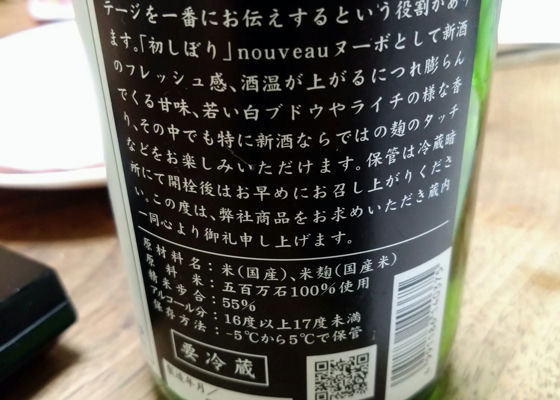 テージを一番にお伝えするという役割があり
ます。「初しぼり」nouveauヌーボとして新酒
のフレッシュ感、酒温が上がるにつれ膨らん
でくる甘味、若い白ブドウやライチの様な香
り、その中でも特に新酒ならではの麹のタッチ
などをお楽しみいただけます。保管は冷蔵暗
所にて開栓後はお早めにお召し上がりくださ
い。この度は、弊社商品をお求めいただき蔵内
一同心より御礼申し上げます。
原材料名：米(国産)、米麹(国産米)
原料米：五百万石100%使用
精米歩合：55%
アルコール分：16度以上17度未満
保存方法：-5℃から5℃で保管
要冷蔵
製造年月